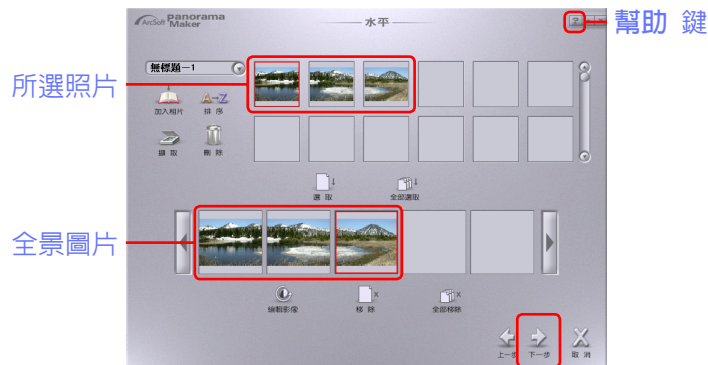 ArcSoft Panorama Maker
水平
?
幫助 鍵
無標題-1
所選照片
加入相片
A→Z
排 序
擷 取
刪 除
選 取
全部選取
全景圖片
編輯影像
移 除
全部移除
上一步
下一步
取 消